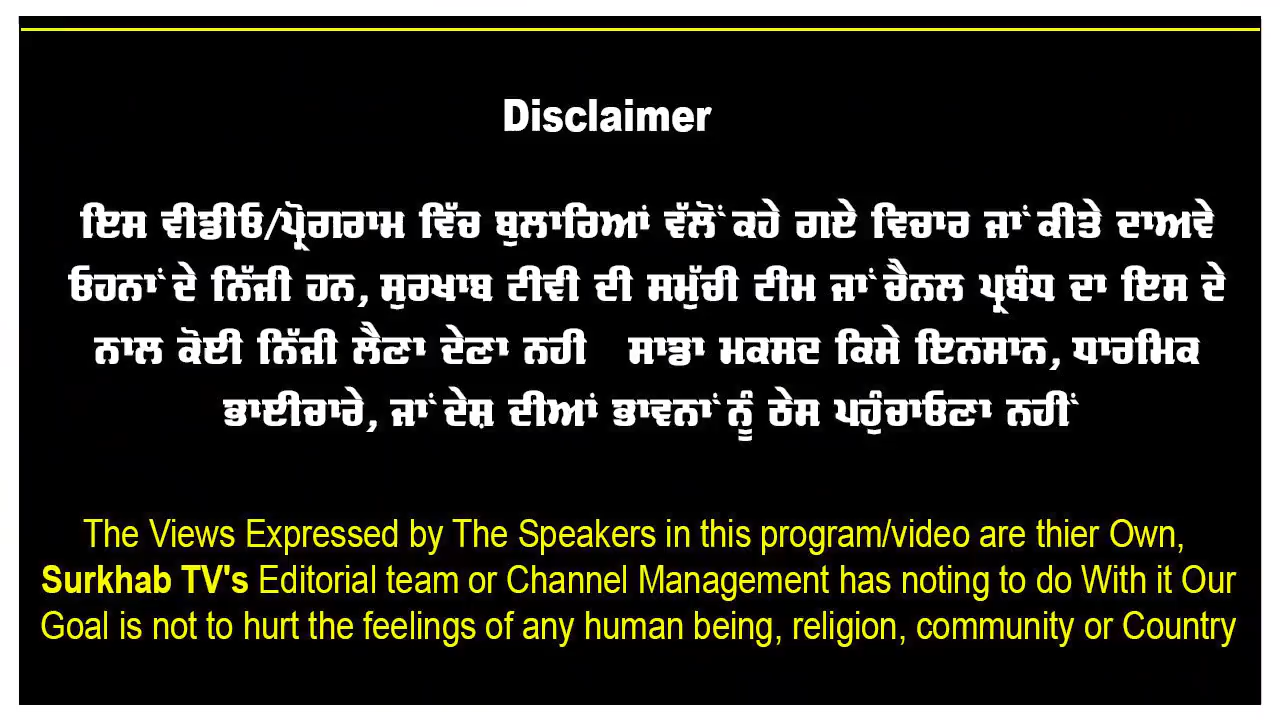 Disclaimer
ਇਸ ਵੀਡੀਓ/ਪ੍ਰੋਗਰਾਮ ਵਿੱਚ ਬੁਲਾਰਿਆਂ ਵੱਲੋਂ ਕਹੇ ਗਏ ਵਿਚਾਰ ਜਾਂ ਕੀਤੇ ਦਾਅਵੇ
ਓਹਨਾਂ ਦੇ ਨਿੱਜੀ ਹਨ, ਸੁਰਖਾਬ ਟੀਵੀ ਦੀ ਸਮੁੱਚੀ ਟੀਮ ਜਾਂ ਚੈਨਲ ਪ੍ਰਬੰਧ ਦਾ ਇਸ ਦੇ
ਨਾਲ ਕੋਈ ਨਿੱਜੀ ਲੈਣਾ ਦੇਣਾ ਨਹੀ ਸਾਡਾ ਮਕਸਦ ਕਿਸੇ ਇਨਸਾਨ, ਧਾਰਮਿਕ
ਭਾਈਚਾਰੇ, ਜਾਂ ਦੇਸ਼ ਦੀਆਂ ਭਾਵਨਾਂ ਨੂੰ ਠੇਸ ਪਹੁੰਚਾਓਣਾ ਨਹੀਂ
The Views Expressed by The Speakers in this program/video are thier Own,
Surkhab TV's Editorial team or Channel Management has noting to do With it Our
Goal is not to hurt the feelings of any human being, religion, community or Country